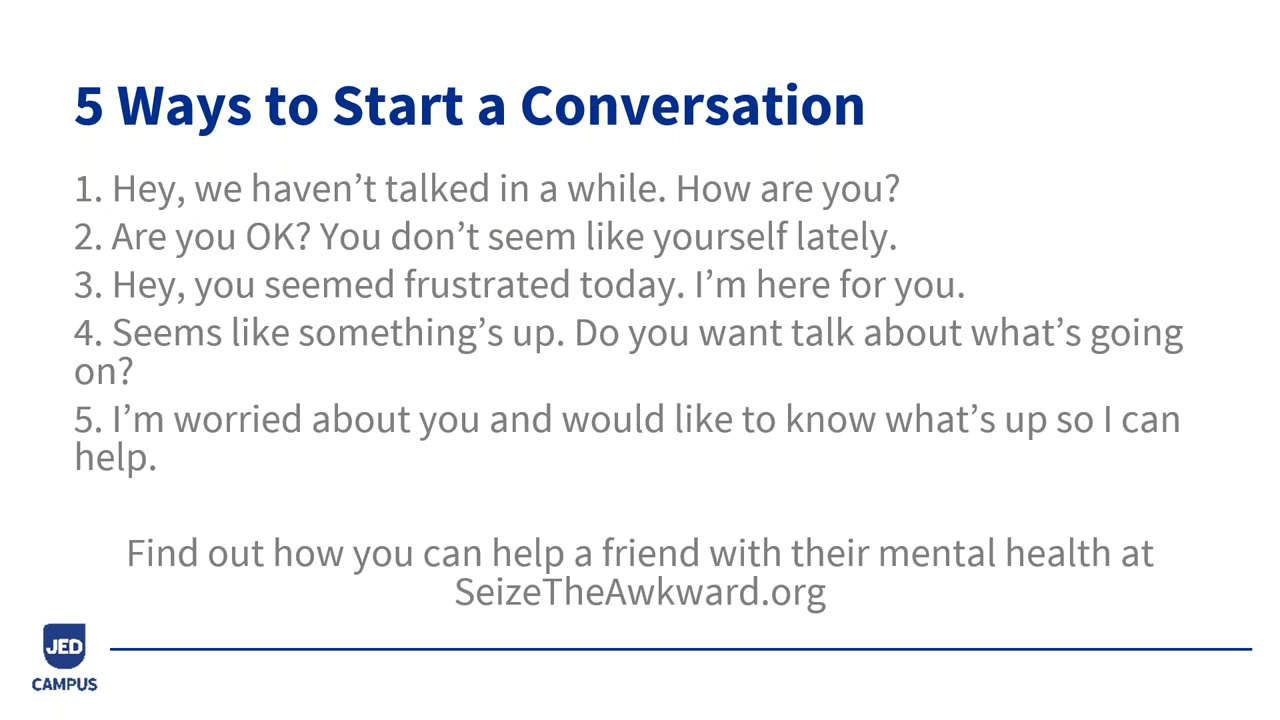 5 Ways to Start a Conversation
1. Hey, we haven’t talked in a while. How are you?
2. Are you OK? You don’t seem like yourself lately.
3. Hey, you seemed frustrated today. I’m here for you.
4. Seems like something’s up. Do you want talk about what’s going
on?
5. I’m worried about you and would like to know what’s up so I can
help.
Find out how you can help a friend with their mental health at
SeizeTheAwkward.org
JED
CAMPUS